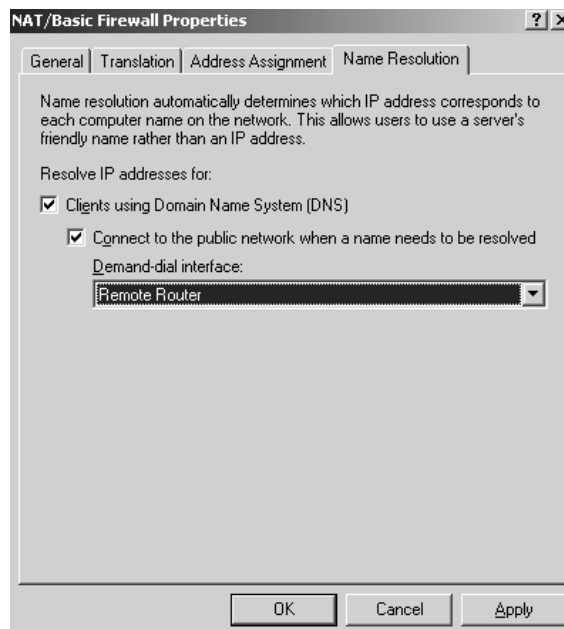 NAT/Basic Firewall Properties
General Translation Address Assignment Name Resolution
Name resolution automatically determines which IP address corresponds to
each computer name on the network. This allows users to use a server's
friendly name rather than an IP address.
Resolve IP addresses for:
Clients using Domain Name System (DNS)
Connect to the public network when a name needs to be resolved
Demand-dial interface:
Remote Router
OK Cancel Apply